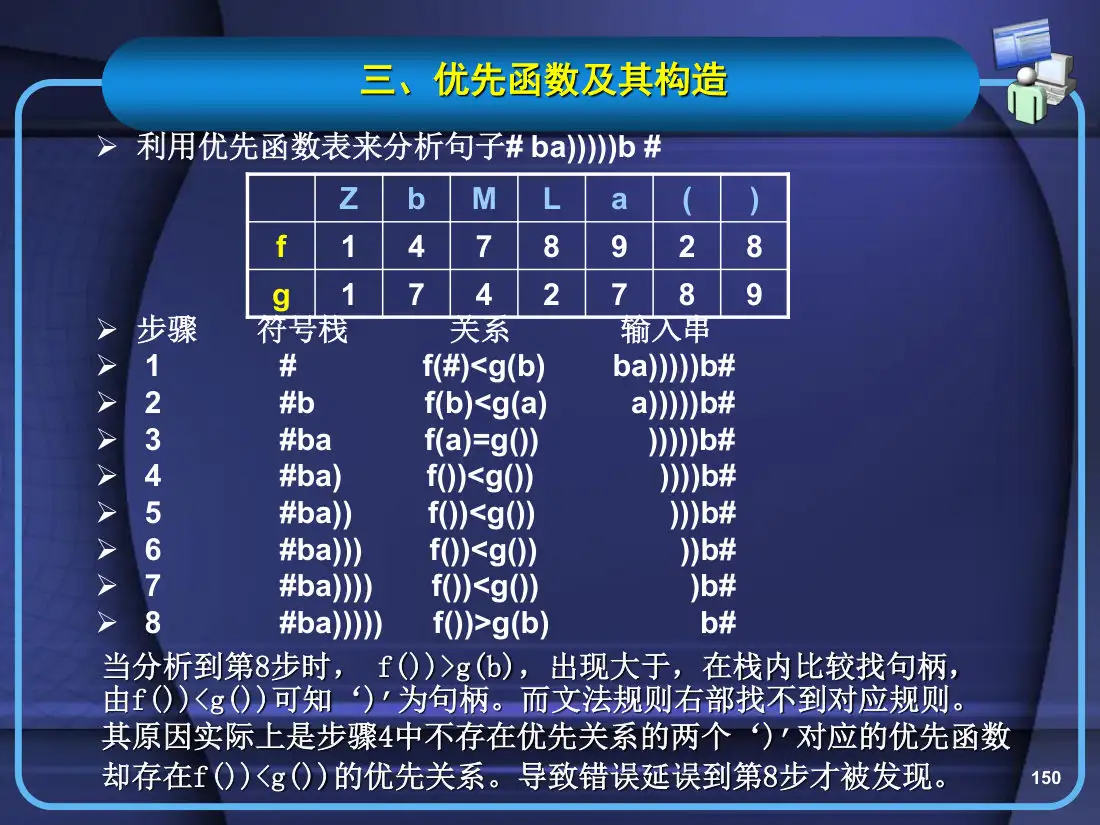 三、优先函数及其构造
利用优先函数表来分析句子# ba)))))b #
Z b M L a ( )
f 1 4 7 8 9 2 8
g 1 7 4 2 7 8 9
步骤 符号栈 关系 输入串
1 # f(#)<g(b) ba)))))b#
2 #b f(b)<g(a) a)))))b#
3 #ba f(a)=g()) )))))b#
4 #ba) f())<g()) ))))b#
5 #ba)) f())<g()) )))b#
6 #ba))) f())<g()) ))b#
7 #ba)))) f())<g()) )b#
8 #ba))))) f())>g(b) b#
当分析到第8步时， f())>g(b)，出现大于，在栈内比较找句柄，
由f())<g())可知‘)’为句柄。而文法规则右部找不到对应规则。
其原因实际上是步骤4中不存在优先关系的两个‘)’对应的优先函数
却存在f())<g())的优先关系。导致错误延误到第8步才被发现。
150